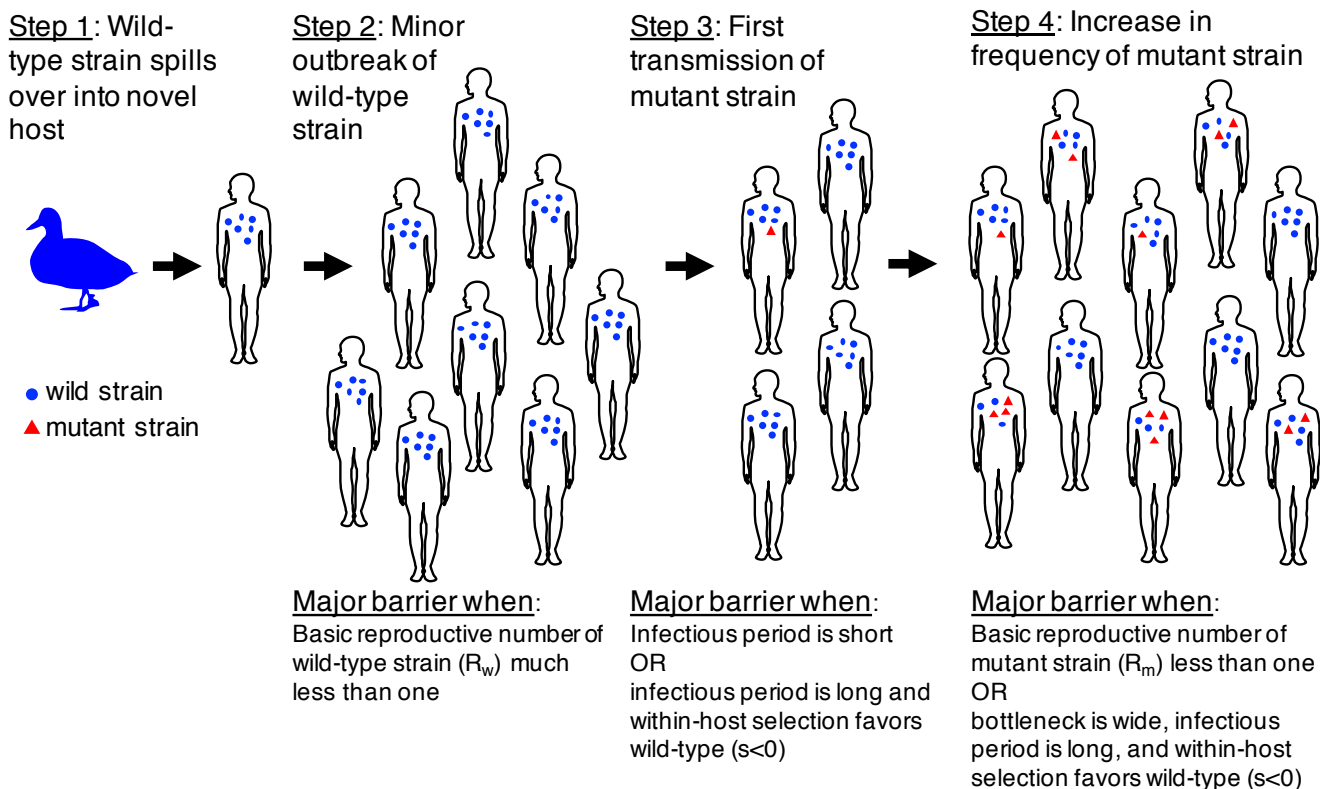 Step 1: Wild-
type strain spills
over into novel
host
Step 2: Minor
outbreak of
wild-type
strain
Step 3: First
transmission of
mutant strain
Step 4: Increase in
frequency of mutant strain
wild strain
mutant strain
Major barrier when:
Basic reproductive number of
wild-type strain (Rw) much
less than one
Major barrier when:
Infectious period is short
OR
infectious period is long and
within-host selection favors
wild-type (s<0)
Major barrier when:
Basic reproductive number of
mutant strain (Rm) less than one
OR
bottleneck is wide, infectious
period is long, and within-host
selection favors wild-type (s<0)